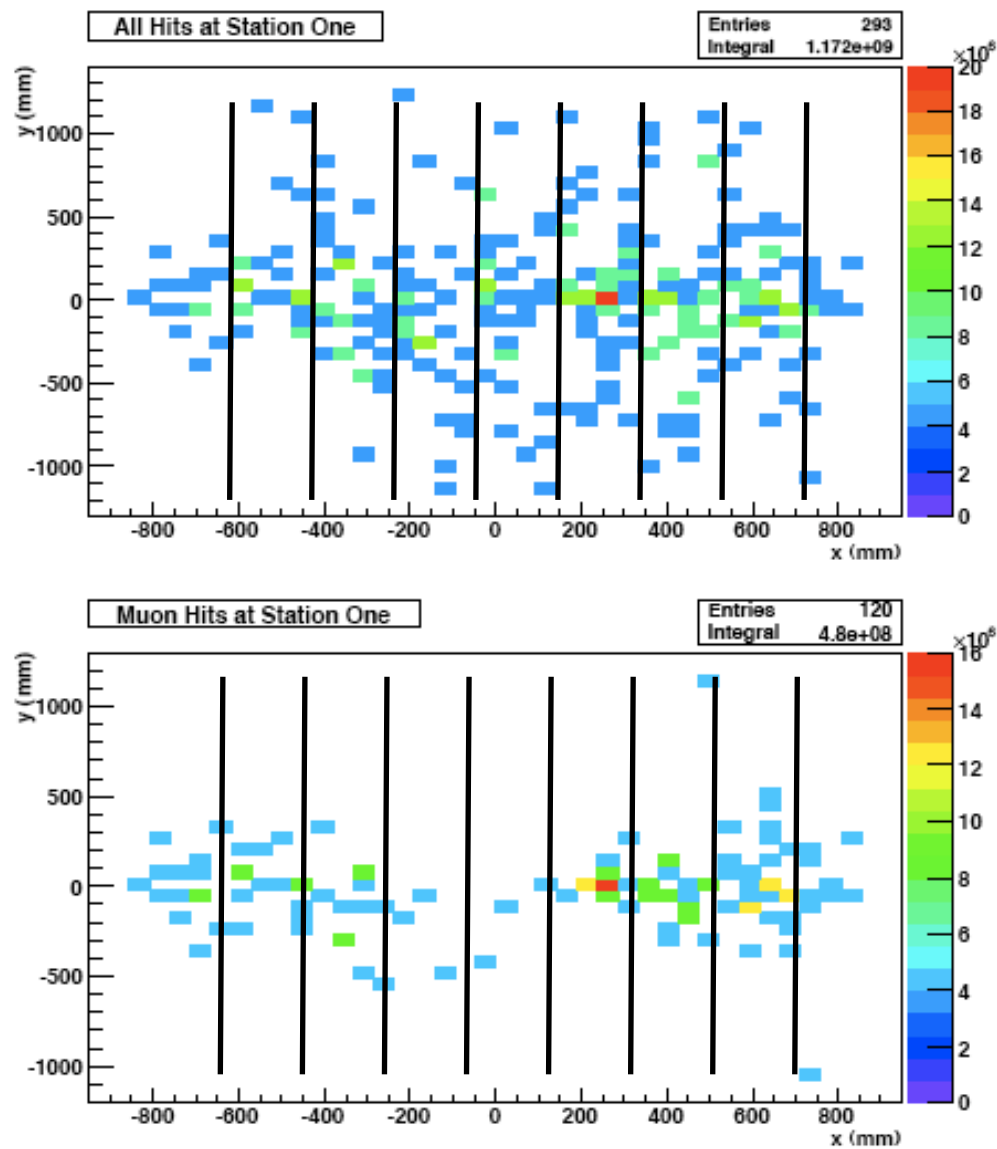 All Hits at Station One
Entries 293
Integral 1.172e+09
×10⁶
y (mm)
1000
500
0
-500
-1000
20
18
16
14
12
10
8
6
4
2
0
-800 -600 -400 -200 0 200 400 600 800
x (mm)
Muon Hits at Station One
Entries 120
Integral 4.8e+08
×10⁶
y (mm)
1000
500
0
-500
-1000
16
14
12
10
8
6
4
2
0
-800 -600 -400 -200 0 200 400 600 800
x (mm)